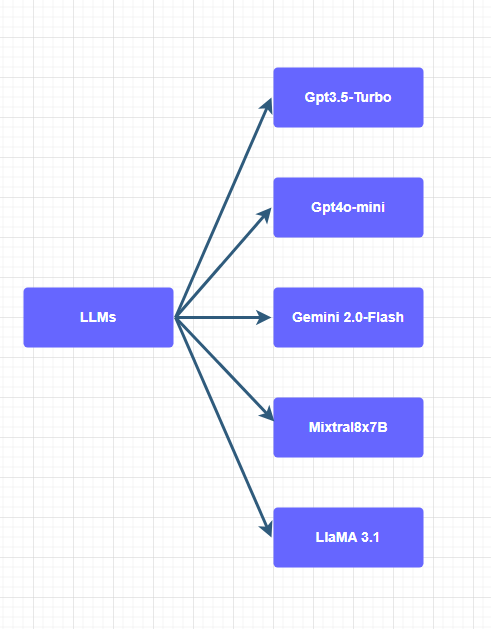 Gpt3.5-Turbo
Gpt4o-mini
LLMs
Gemini 2.0-Flash
Mixtral8x7B
LlaMA 3.1